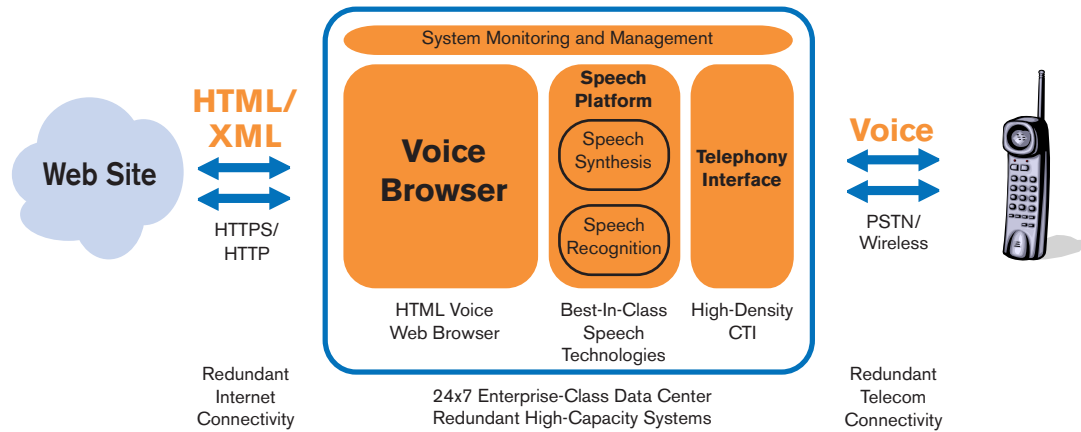 System Monitoring and Management
Web Site
HTML/
XML
HTTPS/
HTTP
Voice
Browser
Speech
Platform
Speech
Synthesis
Speech
Recognition
Telephony
Interface
Voice
PSTN/
Wireless
HTML Voice
Web Browser
Best-In-Class
Speech
Technologies
High-Density
CTI
Redundant
Internet
Connectivity
24x7 Enterprise-Class Data Center
Redundant High-Capacity Systems
Redundant
Telecom
Connectivity